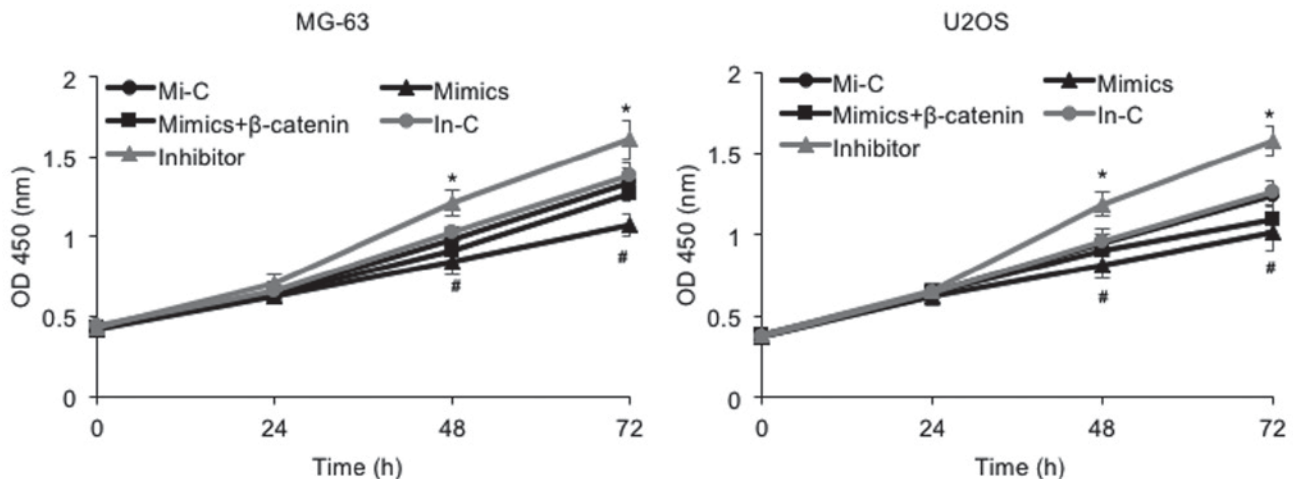 MG-63
2
1.5
1
0.5
0
OD 450 (nm)
Mi-C
Mimics
Mimics+β-catenin
In-C
Inhibitor
*
*
#
#
0
24
48
72
Time (h)
U2OS
2
1.5
1
0.5
0
OD 450 (nm)
Mi-C
Mimics
Mimics+β-catenin
In-C
Inhibitor
*
*
#
#
0
24
48
72
Time (h)